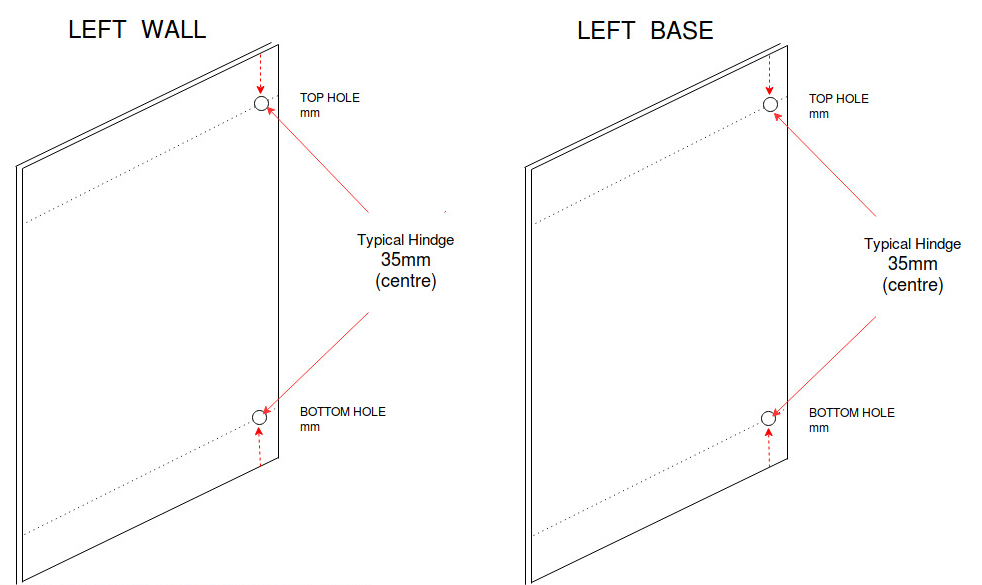 LEFT WALL
TOP HOLE
mm
Typical Hindge
35mm
(centre)
BOTTOM HOLE
mm
LEFT BASE
TOP HOLE
mm
Typical Hindge
35mm
(centre)
BOTTOM HOLE
mm